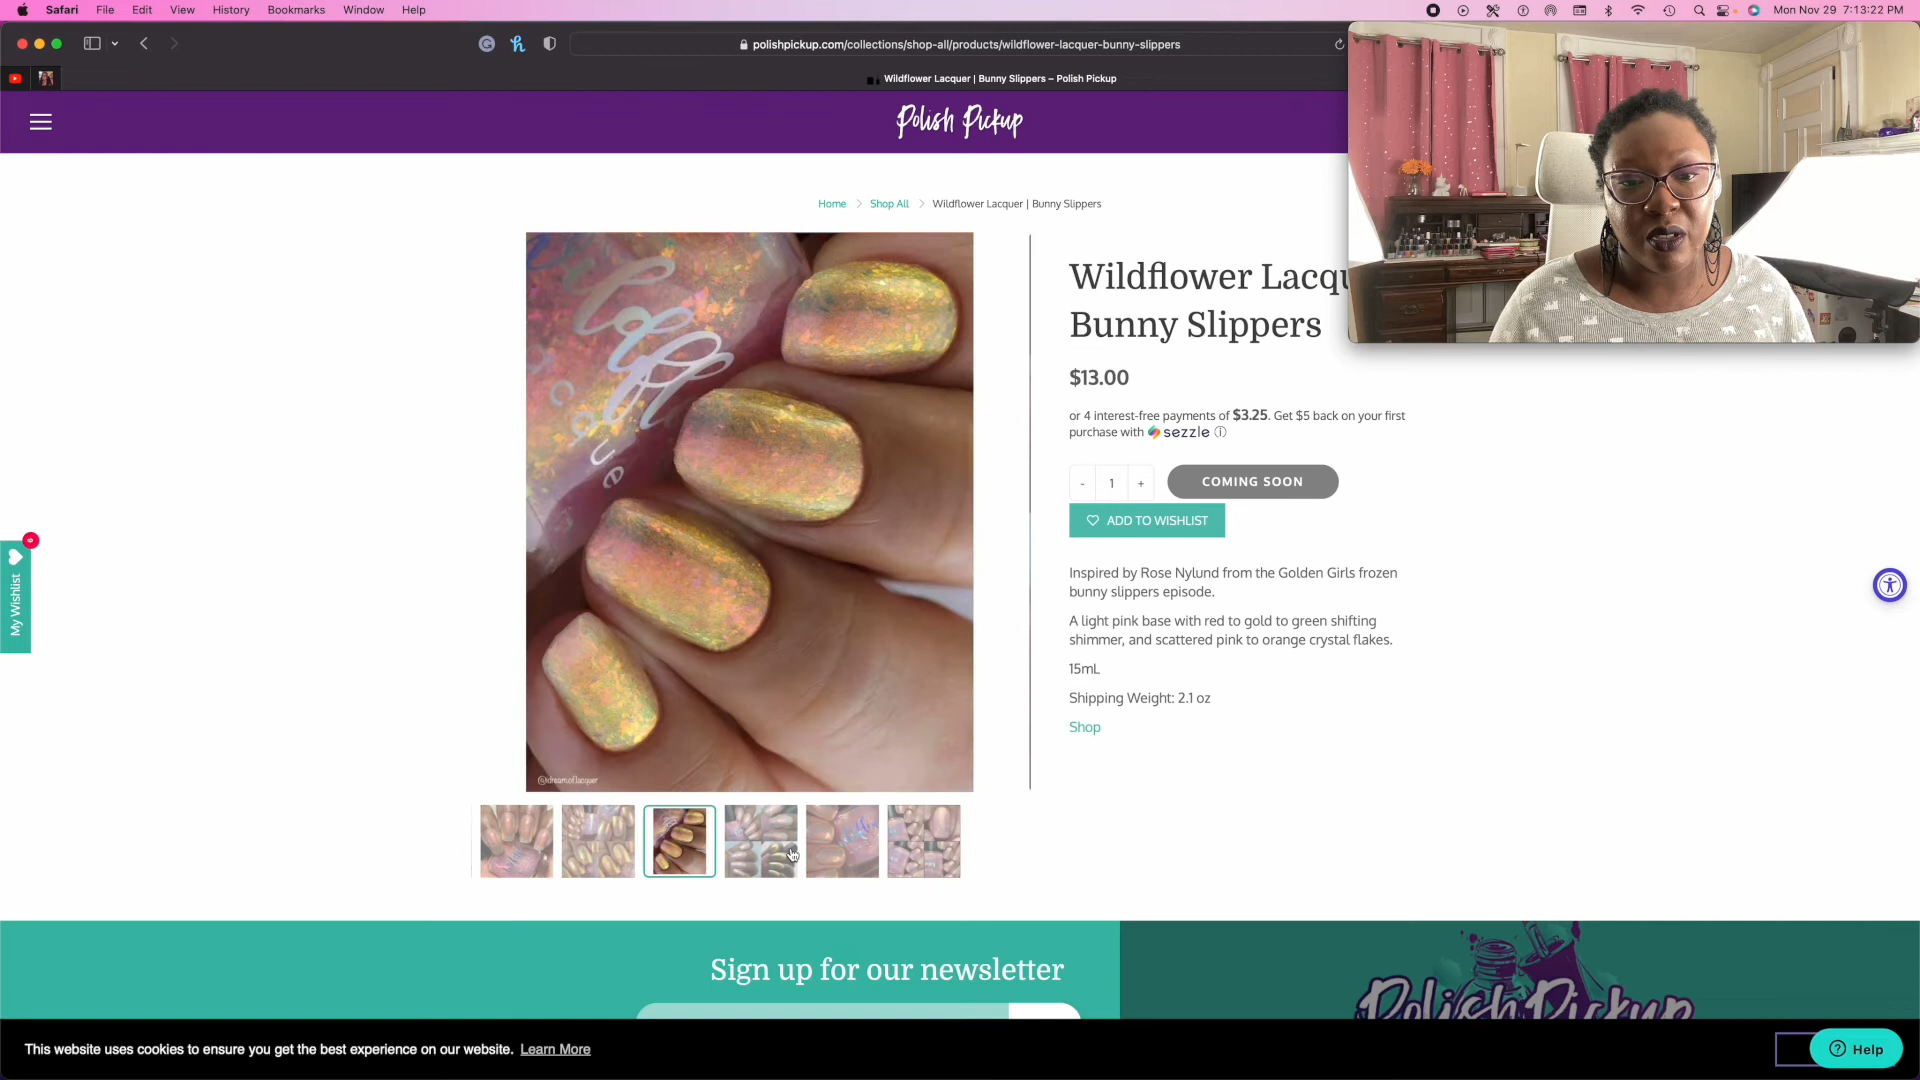 Safari File Edit View History Bookmarks Window Help
Mon Nov 29 7:13:22 PM
polishpickup.com/collections/shop-all/products/wildflower-lacquer-bunny-slippers
Wildflower Lacquer | Bunny Slippers – Polish Pickup
Polish Pickup
Home Shop All Wildflower Lacquer | Bunny Slippers
Wildflower Lacqu
Bunny Slippers
$13.00
or 4 interest-free payments of $3.25. Get $5 back on your first
purchase with sezzle
- 1 + COMING SOON
ADD TO WISHLIST
My Wishlist
6
Inspired by Rose Nylund from the Golden Girls frozen
bunny slippers episode.
A light pink base with red to gold to green shifting
shimmer, and scattered pink to orange crystal flakes.
15mL
Shipping Weight: 2.1 oz
Shop
@dreamoflacquer
Sign up for our newsletter
Polish Pickup
This website uses cookies to ensure you get the best experience on our website. Learn More
Help